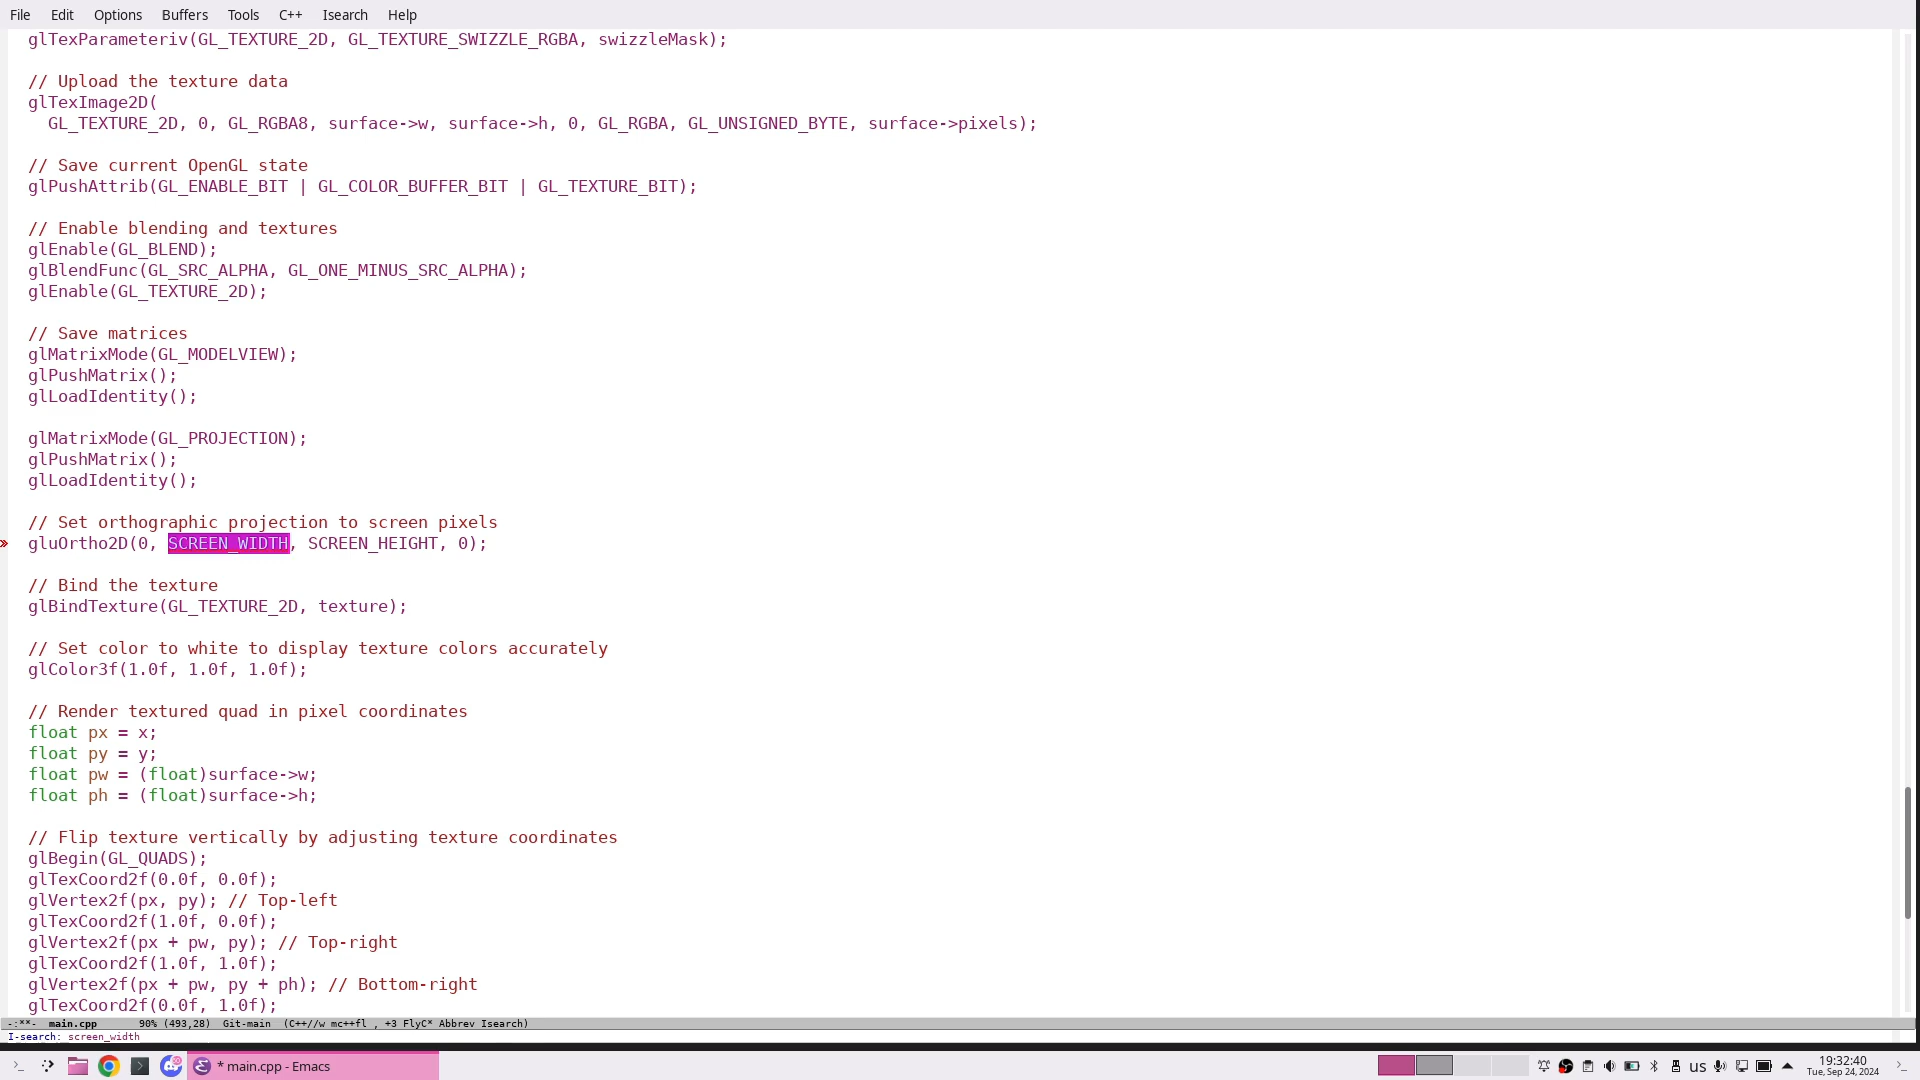 File Edit Options Buffers Tools C++ Isearch Help
glTexParameteriv(GL_TEXTURE_2D, GL_TEXTURE_SWIZZLE_RGBA, swizzleMask);
// Upload the texture data
glTexImage2D(
GL_TEXTURE_2D, 0, GL_RGBA8, surface->w, surface->h, 0, GL_RGBA, GL_UNSIGNED_BYTE, surface->pixels);
// Save current OpenGL state
glPushAttrib(GL_ENABLE_BIT | GL_COLOR_BUFFER_BIT | GL_TEXTURE_BIT);
// Enable blending and textures
glEnable(GL_BLEND);
glBlendFunc(GL_SRC_ALPHA, GL_ONE_MINUS_SRC_ALPHA);
glEnable(GL_TEXTURE_2D);
// Save matrices
glMatrixMode(GL_MODELVIEW);
glPushMatrix();
glLoadIdentity();
glMatrixMode(GL_PROJECTION);
glPushMatrix();
glLoadIdentity();
// Set orthographic projection to screen pixels
gluOrtho2D(0, SCREEN_WIDTH, SCREEN_HEIGHT, 0);
// Bind the texture
glBindTexture(GL_TEXTURE_2D, texture);
// Set color to white to display texture colors accurately
glColor3f(1.0f, 1.0f, 1.0f);
// Render textured quad in pixel coordinates
float px = x;
float py = y;
float pw = (float)surface->w;
float ph = (float)surface->h;
// Flip texture vertically by adjusting texture coordinates
glBegin(GL_QUADS);
glTexCoord2f(0.0f, 0.0f);
glVertex2f(px, py); // Top-left
glTexCoord2f(1.0f, 0.0f);
glVertex2f(px + pw, py); // Top-right
glTexCoord2f(1.0f, 1.0f);
glVertex2f(px + pw, py + ph); // Bottom-right
glTexCoord2f(0.0f, 1.0f);
-:**- main.cpp 90% (493,28) Git-main (C++//w mc++fl , +3 FlyC* Abbrev Isearch)
I-search: screen_width
* main.cpp - Emacs
us
19:32:40
Tue, Sep 24, 2024